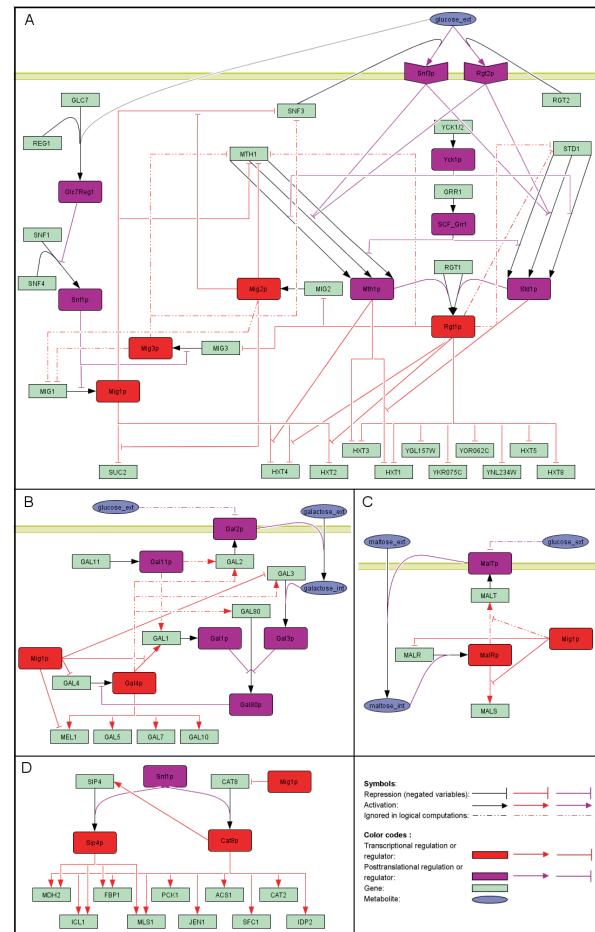 A
glucose_ext
Snf3p
Rgt2p
GLC7
SNF3
RGT2
REG1
YCK1/2
STD1
MTH1
Yck1p
Glc7Reg1
GRR1
SNF1
SCF_Grr1
SNF4
RGT1
Snf1p
Mig2p
MIG2
Mth1p
Std1p
Rgt1p
Mig3p
MIG3
MIG1
Mig1p
HXT3
YGL157W
YOR062C
HXT5
SUC2
HXT4
HXT2
HXT1
YKR075C
YNL234W
HXT8
B
glucose_ext
galactose_ext
Gal2p
GAL11
Gal11p
GAL2
GAL3
galactose_int
GAL80
GAL1
Gal1p
Gal3p
Mig1p
GAL4
Gal4p
Gal80p
MEL1
GAL5
GAL7
GAL10
C
maltose_ext
glucose_ext
MalTp
MALT
Mig1p
MALR
MalRp
maltose_int
MALS
D
SIP4
Snf1p
CAT8
Mig1p
Sip4p
Cat8p
MDH2
FBP1
PCK1
ACS1
CAT2
ICL1
MLS1
JEN1
SFC1
IDP2
Symbols:
Repression (negated variables):
Activation:
Ignored in logical computations:
Color codes :
Transcriptional regulation or
regulator:
Posttranslational regulation or
regulator:
Gene:
Metabolite: